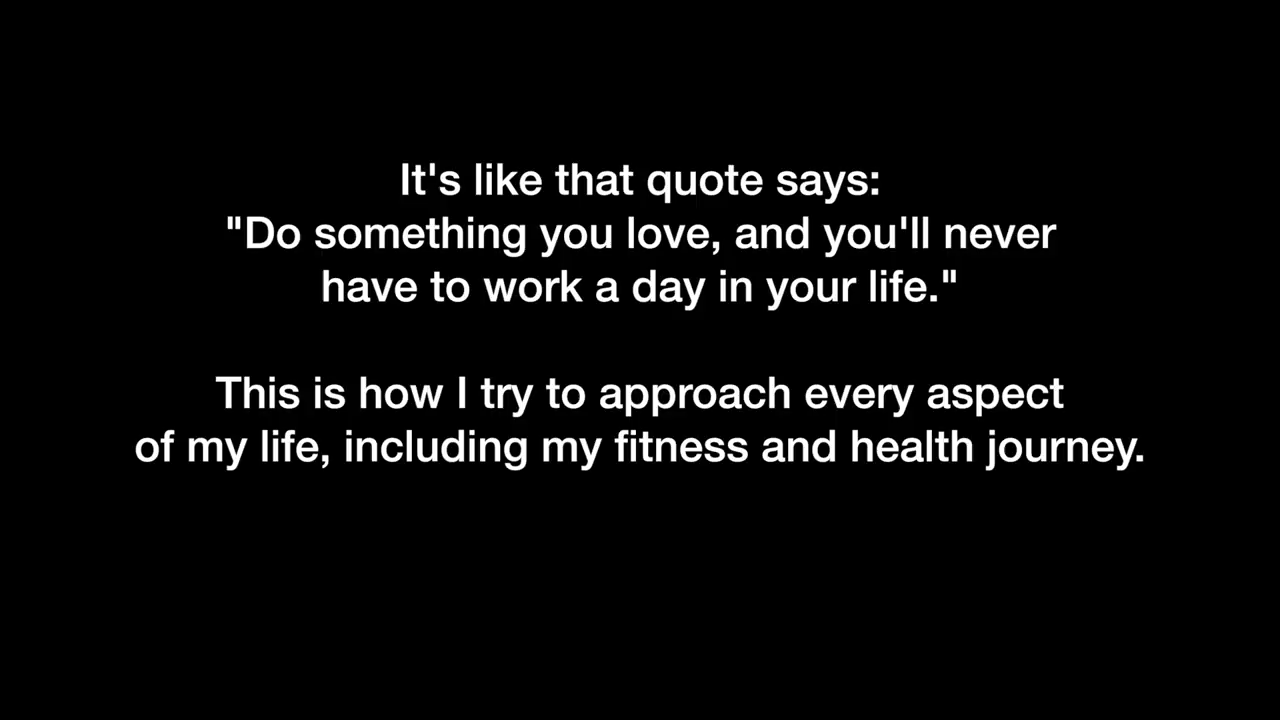 It's like that quote says:
"Do something you love, and you'll never
have to work a day in your life."
This is how I try to approach every aspect
of my life, including my fitness and health journey.